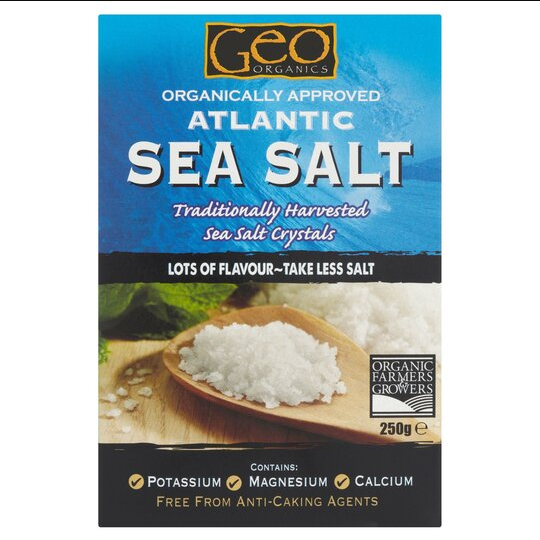 Geo
ORGANICS
ORGANICALLY APPROVED
ATLANTIC
SEA SALT
Traditionally Harvested
Sea Salt Crystals
LOTS OF FLAVOUR~TAKE LESS SALT
ORGANIC
FARMERS
&
GROWERS
250g ℮
CONTAINS:
POTASSIUM MAGNESIUM CALCIUM
FREE FROM ANTI-CAKING AGENTS